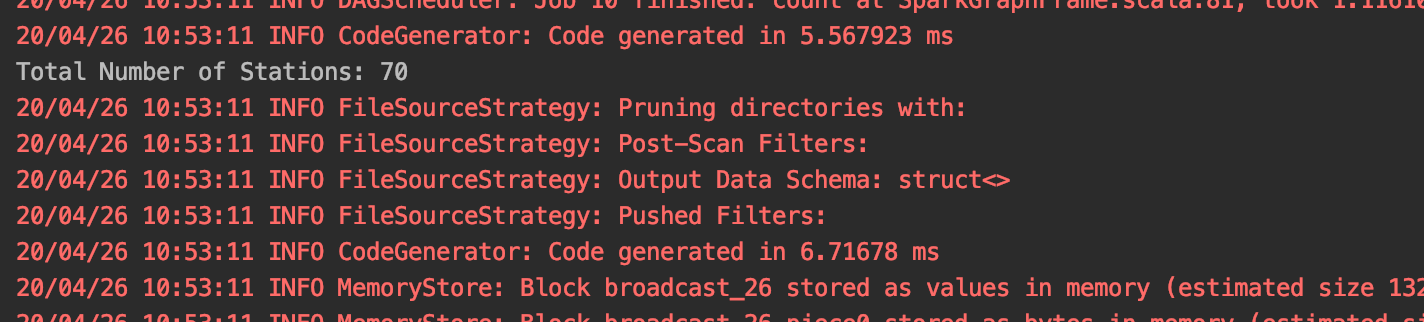 20/04/26 10:53:11 INFO DAGScheduler: Job 10 finished: count at SparkGraphFrame.scala:81, took
20/04/26 10:53:11 INFO CodeGenerator: Code generated in 5.567923 ms
Total Number of Stations: 70
20/04/26 10:53:11 INFO FileSourceStrategy: Pruning directories with:
20/04/26 10:53:11 INFO FileSourceStrategy: Post-Scan Filters:
20/04/26 10:53:11 INFO FileSourceStrategy: Output Data Schema: struct<>
20/04/26 10:53:11 INFO FileSourceStrategy: Pushed Filters:
20/04/26 10:53:11 INFO CodeGenerator: Code generated in 6.71678 ms
20/04/26 10:53:11 INFO MemoryStore: Block broadcast_26 stored as values in memory (estimated size 132
20/04/26 10:53:11 INFO MemoryStore: Block broadcast_26_piece0 stored as bytes in memory (estimated